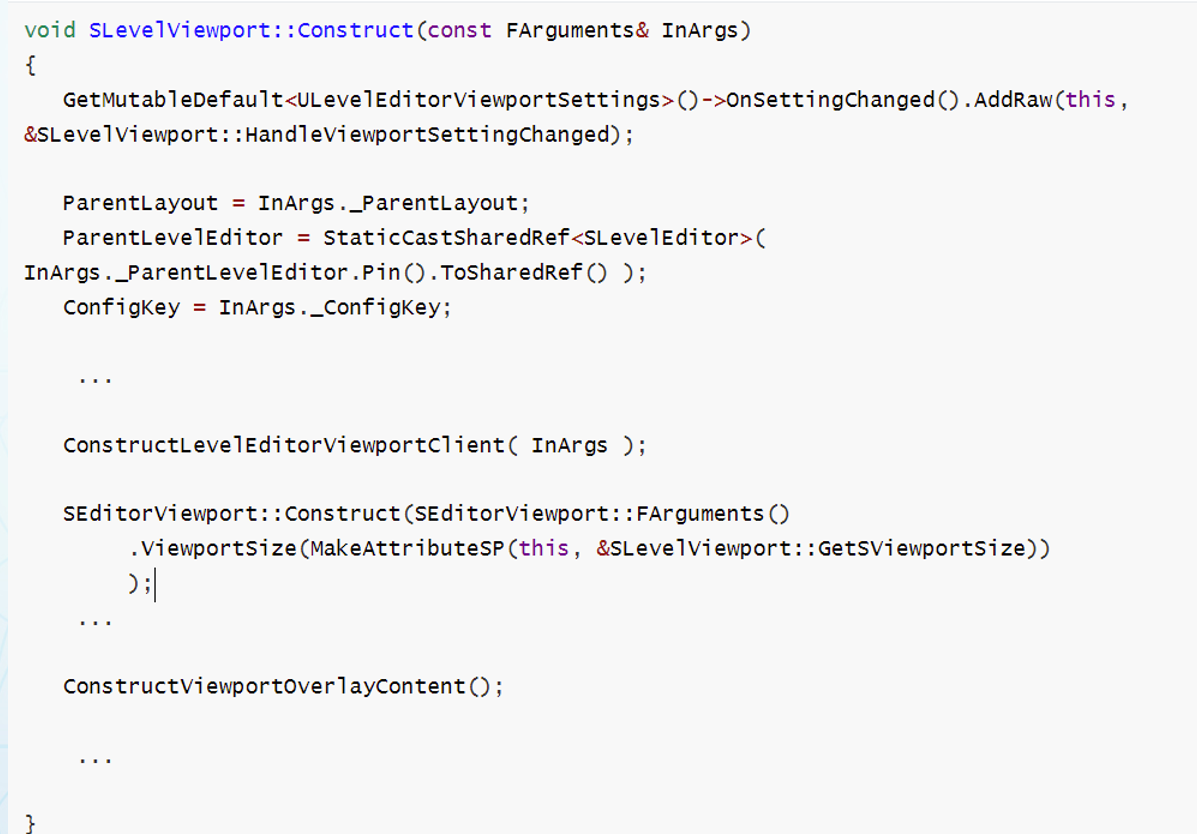 void SLevelViewport::Construct(const FArguments& InArgs)
{
GetMutableDefault<ULevelEditorViewportSettings>()->OnSettingChanged().AddRaw(this,
&SLevelViewport::HandleViewportSettingChanged);
ParentLayout = InArgs._ParentLayout;
ParentLevelEditor = StaticCastSharedRef<SLevelEditor>(
InArgs._ParentLevelEditor.Pin().ToSharedRef() );
ConfigKey = InArgs._ConfigKey;
...
ConstructLevelEditorViewportClient( InArgs );
SEditorViewport::Construct(SEditorViewport::FArguments()
.ViewportSize(MakeAttributeSP(this, &SLevelViewport::GetSViewportSize))
);
...
ConstructViewportOverlayContent();
...
}